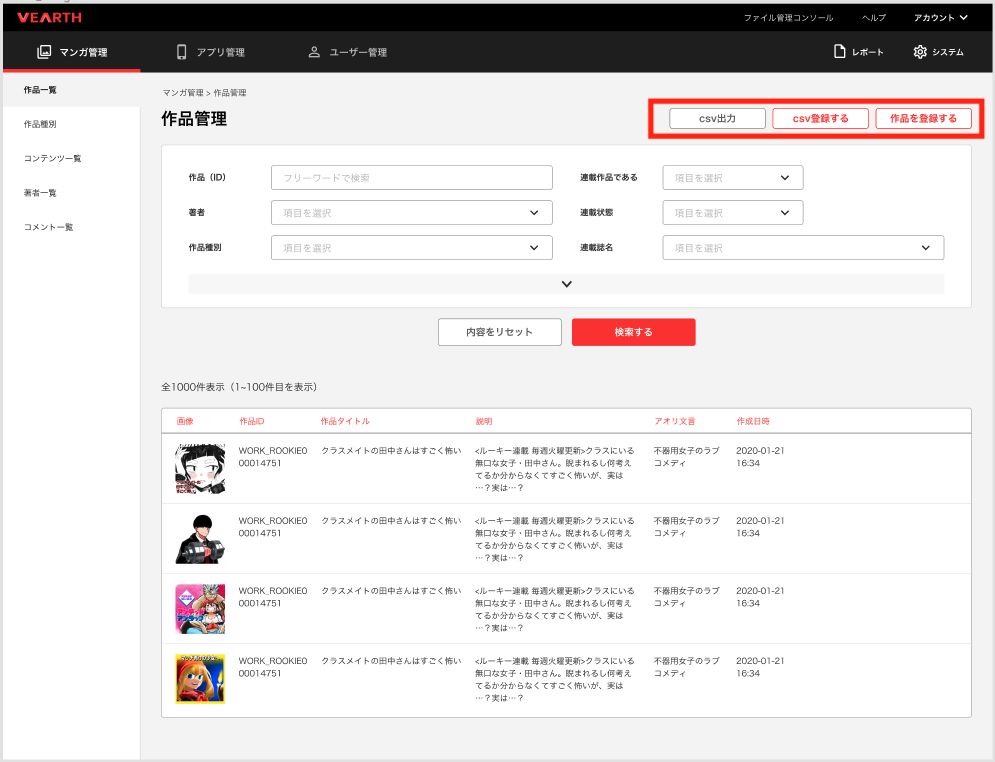 VEARTH
ファイル管理コンソール
ヘルプ
アカウント
マンガ管理
アプリ管理
ユーザー管理
レポート
システム
作品一覧
作品種別
コンテンツ一覧
著者一覧
コメント一覧
マンガ管理 > 作品管理
作品管理
csv出力
csv登録する
作品を登録する
作品（ID）
フリーワードで検索
連載作品である
項目を選択
著者
項目を選択
連載状態
項目を選択
作品種別
項目を選択
連載誌名
項目を選択
内容をリセット
検索する
全1000件表示（1~100件目を表示）
画像 作品ID 作品タイトル 説明 アオリ文言 作成日時
WORK_ROOKIE0 クラスメイトの田中さんはすごく怖い <ルーキー連載 毎週火曜更新>クラスにいる 不器用女子のラブ 2020-01-21
00014751 無口な女子・田中さん。睨まれるし何考え コメディ 16:34
てるか分からなくてすごく怖いが、実は
…？実は…？
WORK_ROOKIE0 クラスメイトの田中さんはすごく怖い <ルーキー連載 毎週火曜更新>クラスにいる 不器用女子のラブ 2020-01-21
00014751 無口な女子・田中さん。睨まれるし何考え コメディ 16:34
てるか分からなくてすごく怖いが、実は
…？実は…？
アンデッド
アンラック
WORK_ROOKIE0 クラスメイトの田中さんはすごく怖い <ルーキー連載 毎週火曜更新>クラスにいる 不器用女子のラブ 2020-01-21
00014751 無口な女子・田中さん。睨まれるし何考え コメディ 16:34
てるか分からなくてすごく怖いが、実は
…？実は…？
WORK_ROOKIE0 クラスメイトの田中さんはすごく怖い <ルーキー連載 毎週火曜更新>クラスにいる 不器用女子のラブ 2020-01-21
00014751 無口な女子・田中さん。睨まれるし何考え コメディ 16:34
てるか分からなくてすごく怖いが、実は
…？実は…？